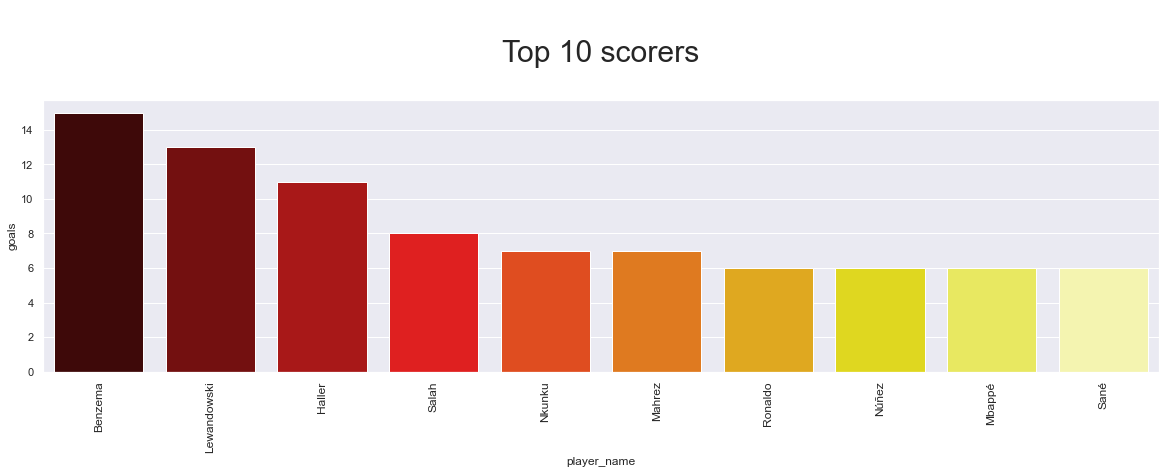 Top 10 scorers
goals
14
12
10
8
6
4
2
0
Benzema
Lewandowski
Haller
Salah
Nkunku
Mahrez
Ronaldo
Núñez
Mbappé
Sané
player_name